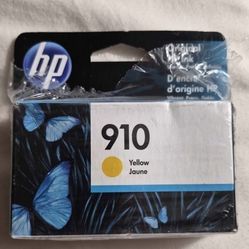 hp
Original
HP Ink
D'encre
d'origine HP
910
Yellow
Jaune